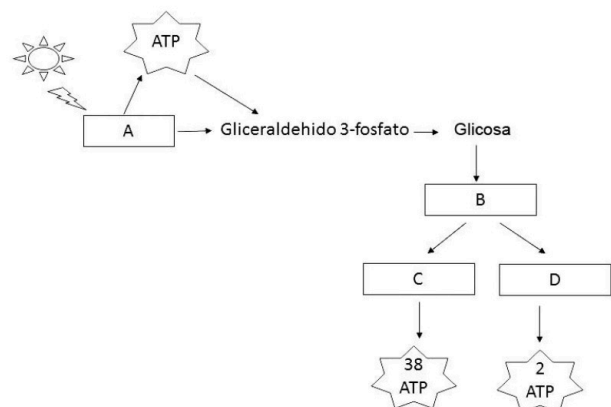 ATP
A
Gliceraldehido 3-fosfato
Glicosa
B
C
D
38
ATP
2
ATP